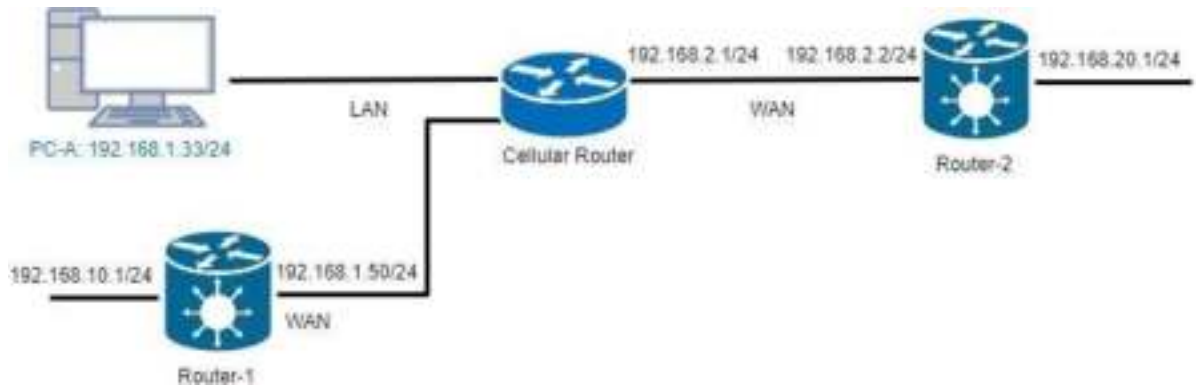 192.168.2.1/24
192.168.2.2/24
192.168.20.1/24
LAN
WAN
PC-A: 192.168.1.33/24
Cellular Router
Router-2
192.168.10.1/24
192.168.1.50/24
WAN
Router-1